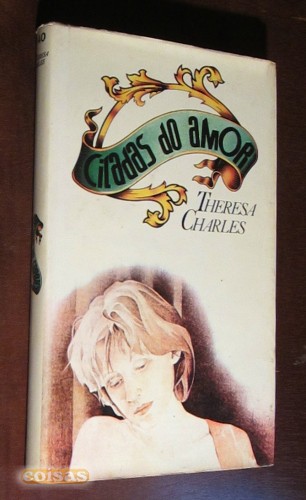 Ciladas do AMOR
THERESA
CHARLES
coisas